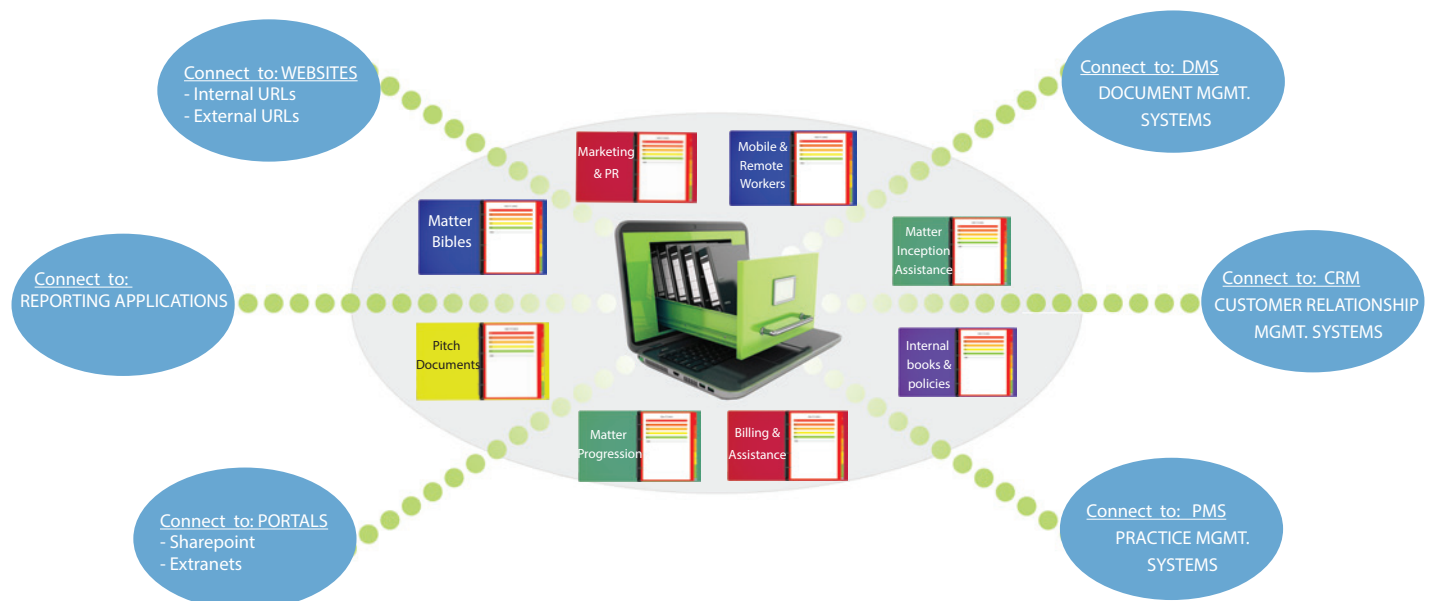 Connect to: WEBSITES
- Internal URLs
- External URLs
Connect to: DMS
DOCUMENT MGMT.
SYSTEMS
Marketing
& PR
Mobile &
Remote
Workers
Matter
Bibles
Matter
Inception
Assistance
Connect to:
REPORTING APPLICATIONS
Connect to: CRM
CUSTOMER RELATIONSHIP
MGMT. SYSTEMS
Pitch
Documents
Internal
books &
policies
Matter
Progression
Billing &
Assistance
Connect to: PORTALS
- Sharepoint
- Extranets
Connect to: PMS
PRACTICE MGMT.
SYSTEMS